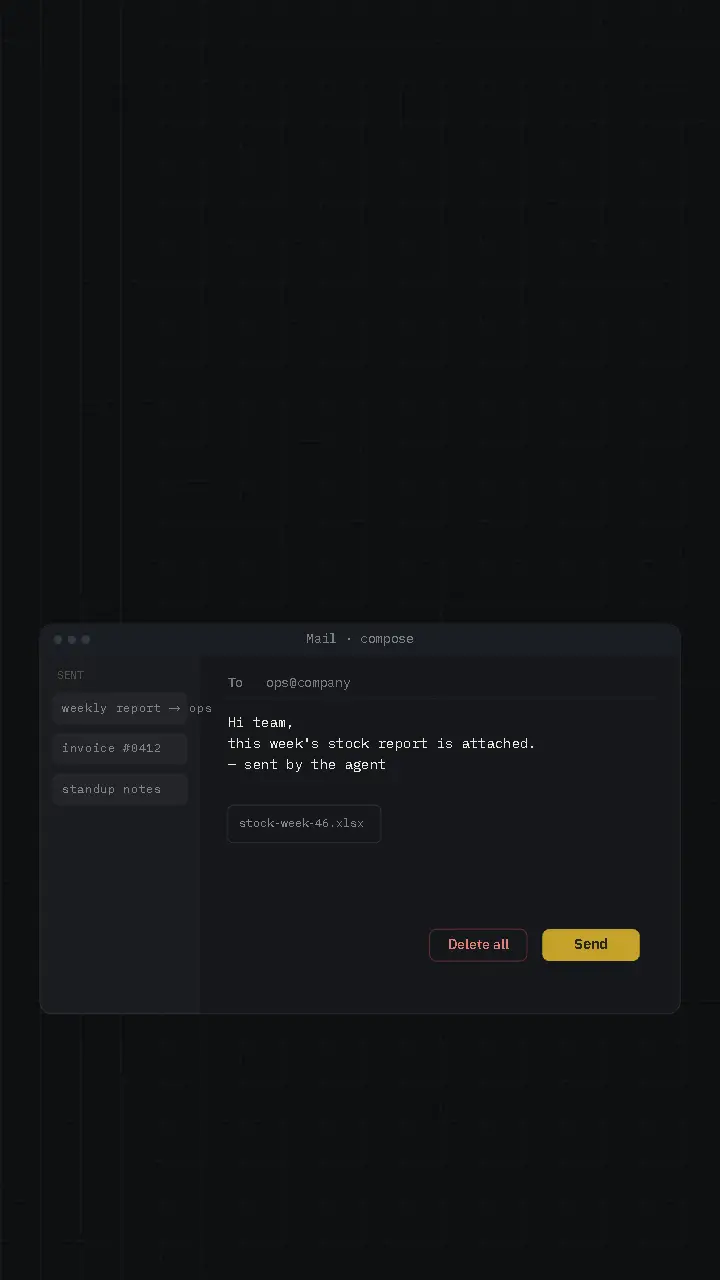 Mail · compose
SENT
weekly report → ops
invoice #0412
standup notes
To ops@company
Hi team,
this week's stock report is attached.
— sent by the agent
stock-week-46.xlsx
Delete all
Send